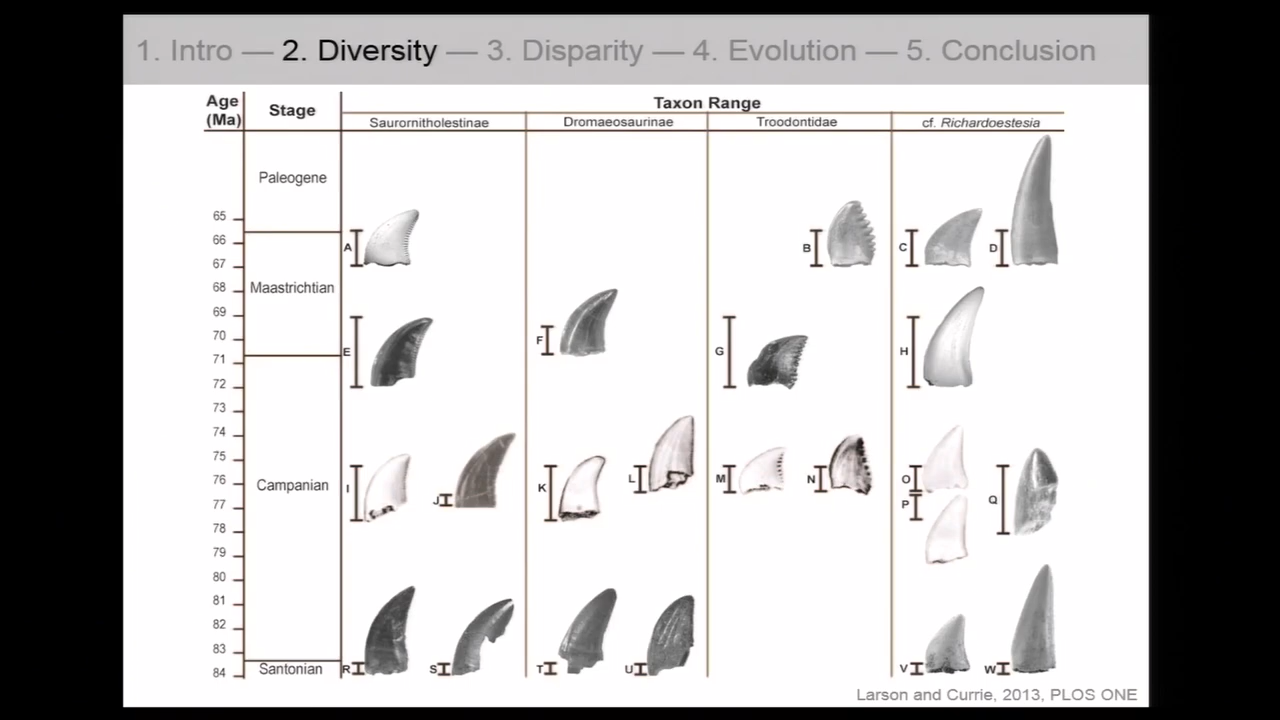 1. Intro — 2. Diversity — 3. Disparity — 4. Evolution — 5. Conclusion
Age (Ma)
Stage
Taxon Range
Saurornitholestinae
Dromaeosaurinae
Troodontidae
cf. Richardoestesia
Paleogene
65
A
B
C
D
66
67
Maastrichtian
68
69
70
E
F
G
H
71
72
73
74
75
Campanian
76
I
J
K
L
M
N
O
P
Q
77
78
79
80
81
82
83
Santonian
R
S
T
U
V
W
84
Larson and Currie, 2013, PLOS ONE